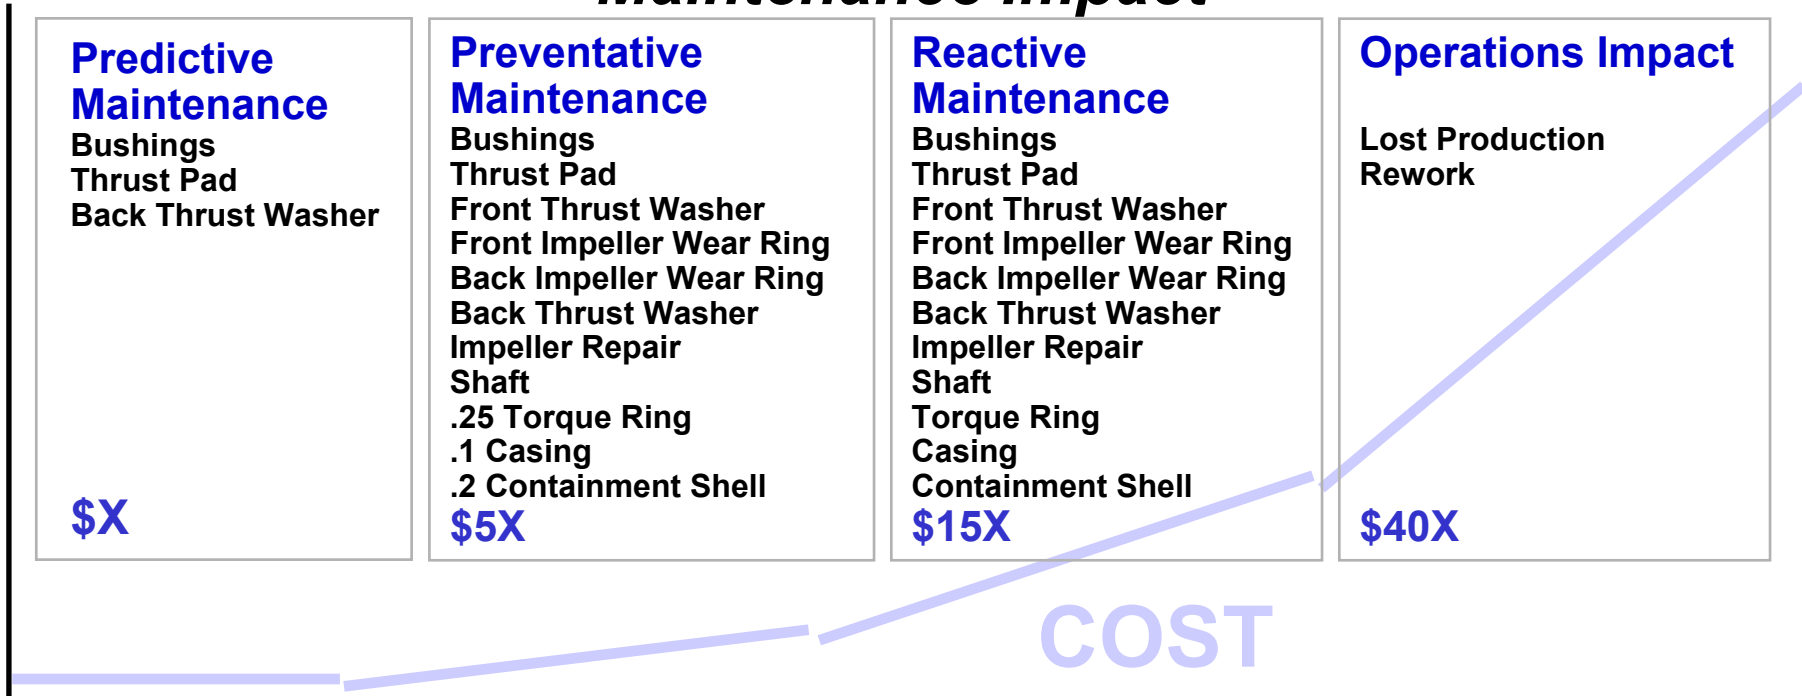 Maintenance Impact
Predictive
Maintenance
Bushings
Thrust Pad
Back Thrust Washer
$X
Preventative
Maintenance
Bushings
Thrust Pad
Front Thrust Washer
Front Impeller Wear Ring
Back Impeller Wear Ring
Back Thrust Washer
Impeller Repair
Shaft
.25 Torque Ring
.1 Casing
.2 Containment Shell
$5X
Reactive
Maintenance
Bushings
Thrust Pad
Front Thrust Washer
Front Impeller Wear Ring
Back Impeller Wear Ring
Back Thrust Washer
Impeller Repair
Shaft
Torque Ring
Casing
Containment Shell
$15X
Operations Impact
Lost Production
Rework
$40X
COST